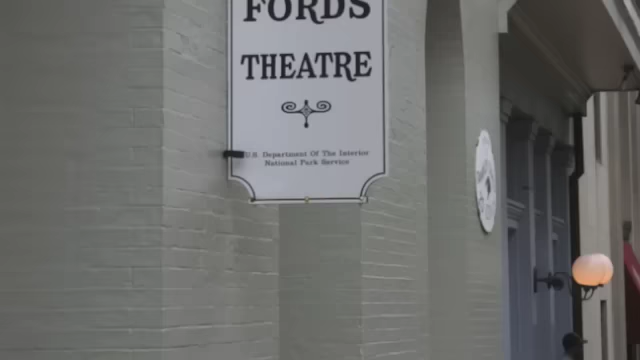 FORDS
THEATRE
U.S. Department Of The Interior
National Park Service